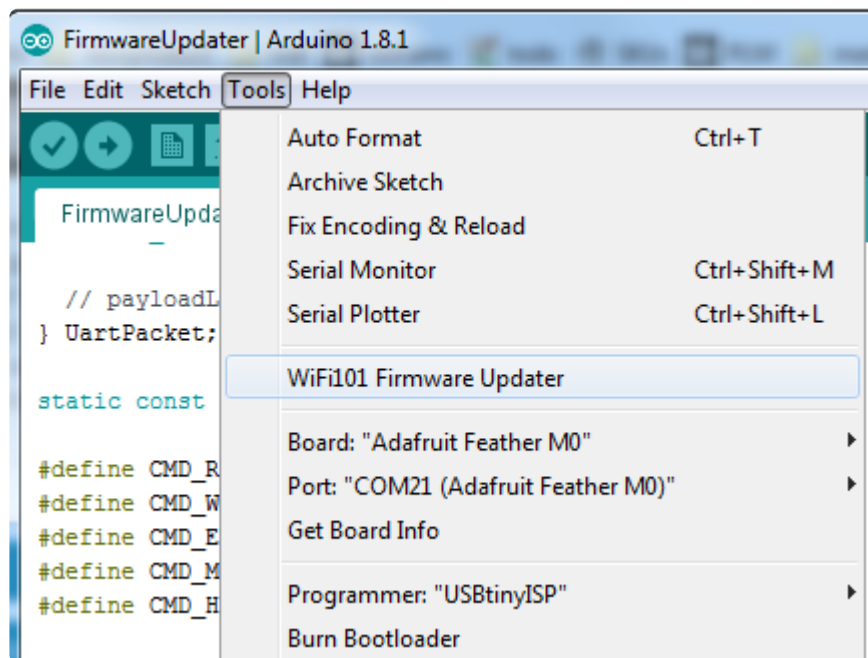 FirmwareUpdater | Arduino 1.8.1
File Edit Sketch Tools Help
Auto Format Ctrl+T
Archive Sketch
FirmwareUpda
Fix Encoding & Reload
Serial Monitor Ctrl+Shift+M
// payloadL
Serial Plotter Ctrl+Shift+L
} UartPacket;
WiFi101 Firmware Updater
static const
Board: "Adafruit Feather M0"
#define CMD_R
Port: "COM21 (Adafruit Feather M0)"
#define CMD_W
Get Board Info
#define CMD_E
#define CMD_M
Programmer: "USBtinyISP"
#define CMD_H
Burn Bootloader